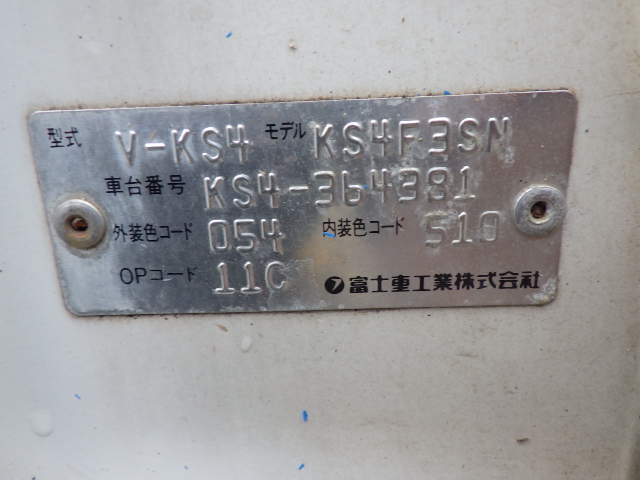 型式 V-KS4 モデル KS4F3SN
車台番号 KS4-364381
外装色コード 054 内装色コード 510
OPコード 11C 富士重工業株式会社